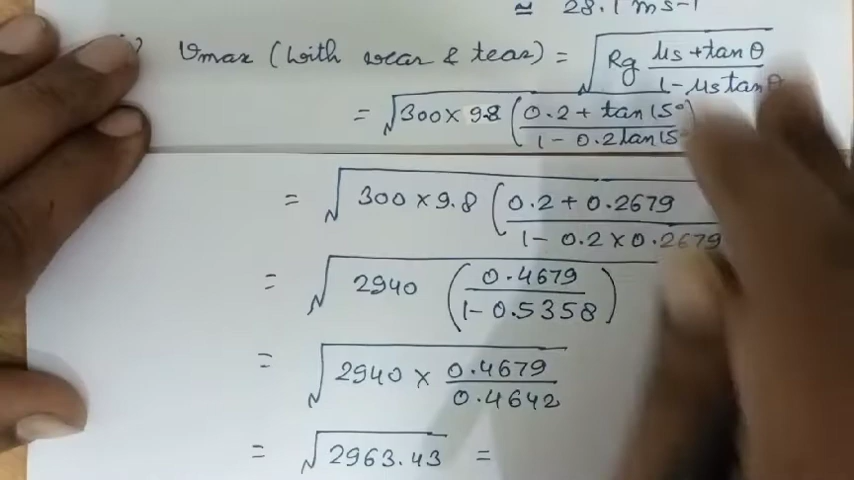 ≃ 28.1 ms-1
Vmax (with wear & tear) = √Rg μs + tan θ / 1 - μs tan θ
= √300 × 9.8 (0.2 + tan 15° / 1 - 0.2 tan 15°
= √300 × 9.8 (0.2 + 0.2679 / 1 - 0.2 × 0.2679
= √2940 (0.4679 / 1 - 0.5358)
= √2940 × 0.4679 / 0.4642
= √2963.43 =